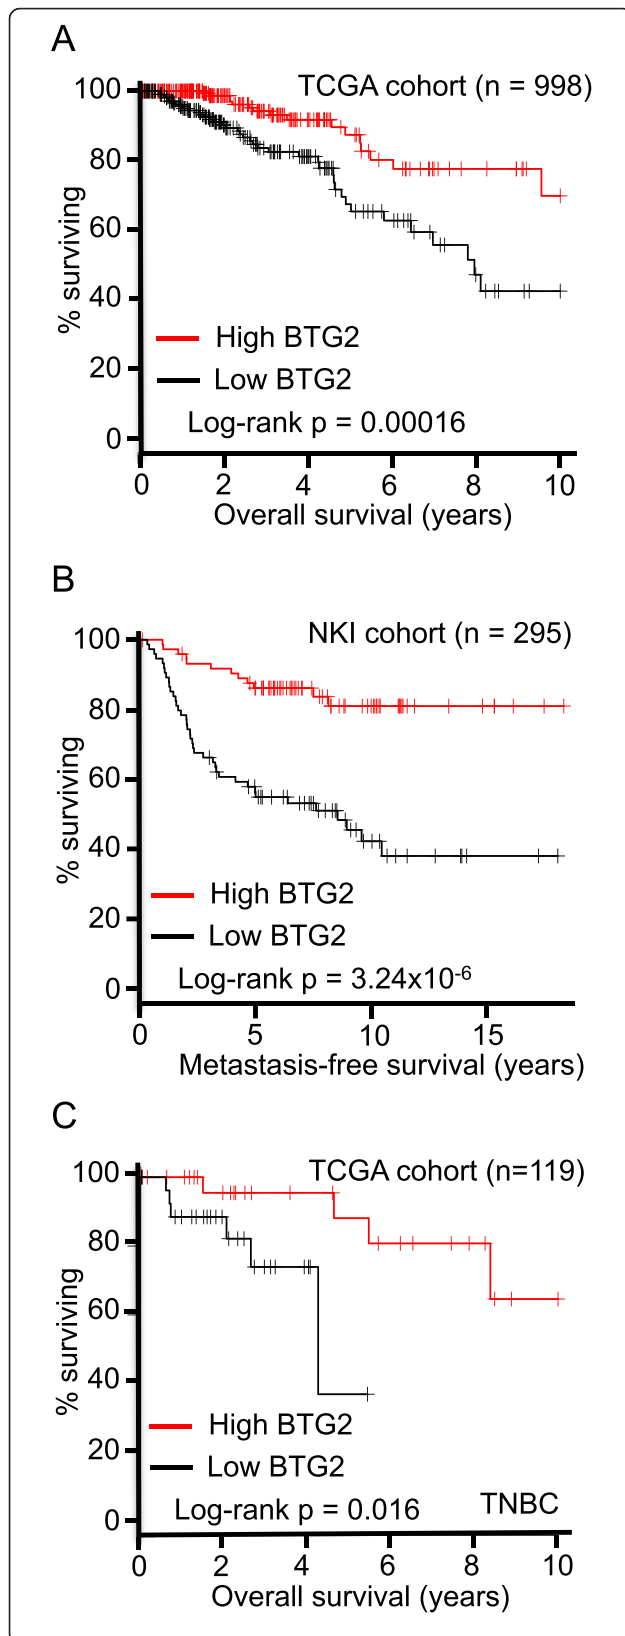 A
TCGA cohort (n = 998)
100
80
60
40
20
0
% surviving
High BTG2
Low BTG2
Log-rank p = 0.00016
0 2 4 6 8 10
Overall survival (years)
B
NKI cohort (n = 295)
100
80
60
40
20
0
% surviving
High BTG2
Low BTG2
Log-rank p = 3.24x10⁻⁶
0 5 10 15
Metastasis-free survival (years)
C
TCGA cohort (n=119)
100
80
60
40
20
0
% surviving
High BTG2
Low BTG2
Log-rank p = 0.016
TNBC
0 2 4 6 8 10
Overall survival (years)